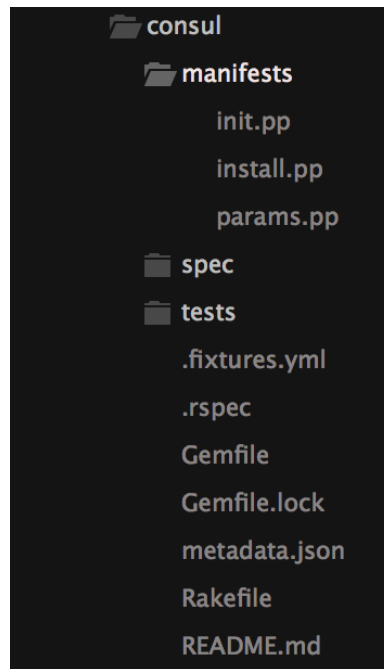 consul
manifests
init.pp
install.pp
params.pp
spec
tests
.fixtures.yml
.rspec
Gemfile
Gemfile.lock
metadata.json
Rakefile
README.md